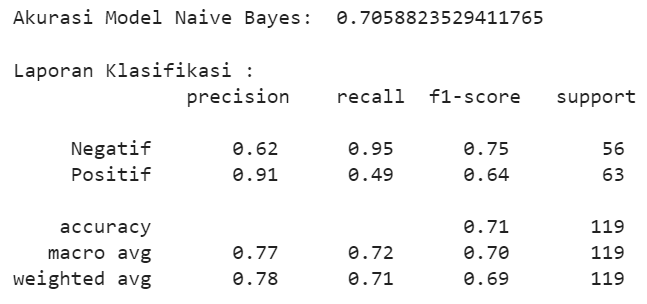 Akurasi Model Naive Bayes:  0.7058823529411765
Laporan Klasifikasi :
precision recall f1-score support
Negatif 0.62 0.95 0.75 56
Positif 0.91 0.49 0.64 63
accuracy 0.71 119
macro avg 0.77 0.72 0.70 119
weighted avg 0.78 0.71 0.69 119